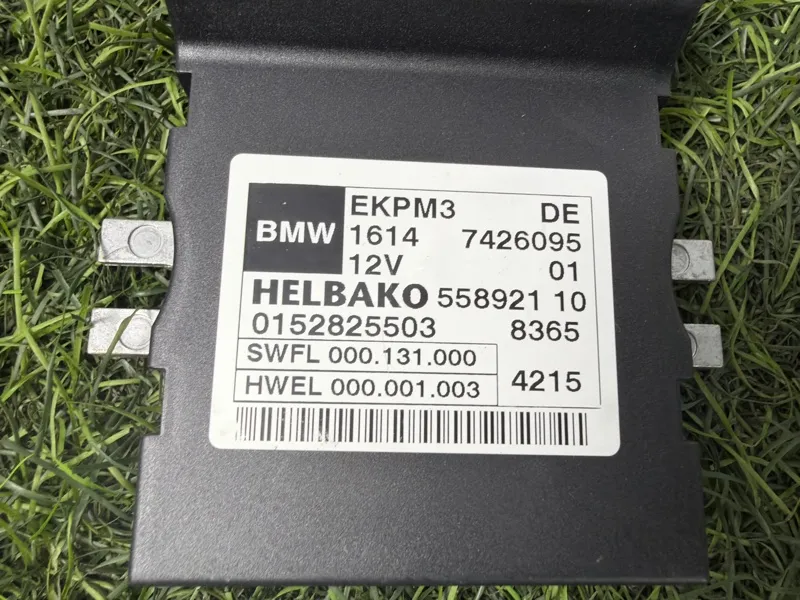 BMW EKPM3 DE
1614 7426095
12V 01
HELBAKO 558921 10
0152825503 8365
SWFL 000.131.000
HWEL 000.001.003 4215